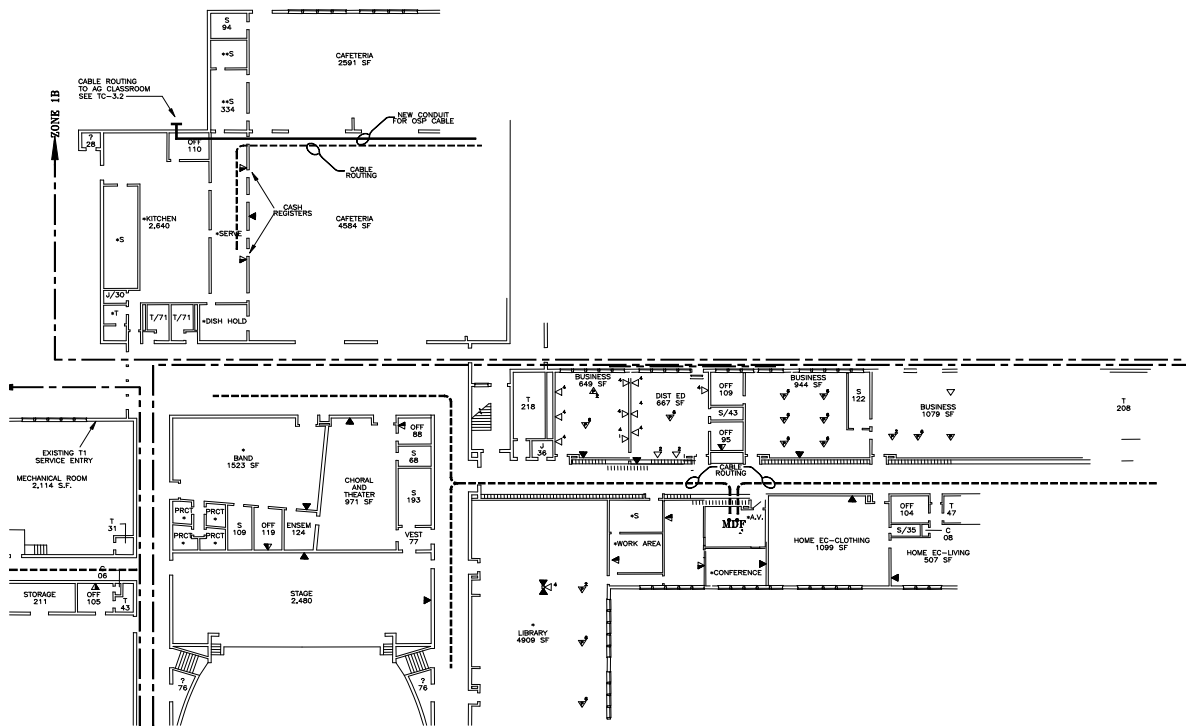 S
94
**S
CAFETERIA
2591 SF
CABLE ROUTING
TO AG CLASSROOM
SEE TC-3.2
**S
334
ZONE 1B
NEW CONDUIT
FOR OSP CABLE
?
28
OFF
110
CABLE
ROUTING
*KITCHEN
2,640
CASH
REGISTERS
CAFETERIA
4584 SF
*S
*SERVE
J/30
*T
T/71
T/71
*DISH HOLD
BUSINESS
649 SF
DIST ED
667 SF
OFF
109
BUSINESS
944 SF
S
122
BUSINESS
1079 SF
T
208
T
218
S/43
OFF
95
J
36
OFF
88
S
68
*
BAND
1523 SF
CHORAL
AND
THEATER
971 SF
S
193
EXISTING T1
SERVICE ENTRY
MECHANICAL ROOM
2,114 S.F.
CABLE
ROUTING
PRCT
*
PRCT
*
PRCT
*
PRCT
*
S
109
OFF
119
ENSEM
124
VEST
77
T
31
*S
*WORK AREA
MDF
*A.V.
*CONFERENCE
HOME EC-CLOTHING
1099 SF
OFF
104
T
47
S/35
C
08
HOME EC-LIVING
507 SF
C
06
STORAGE
211
OFF
105
T
43
STAGE
2,480
*
LIBRARY
4909 SF
?
76
?
76